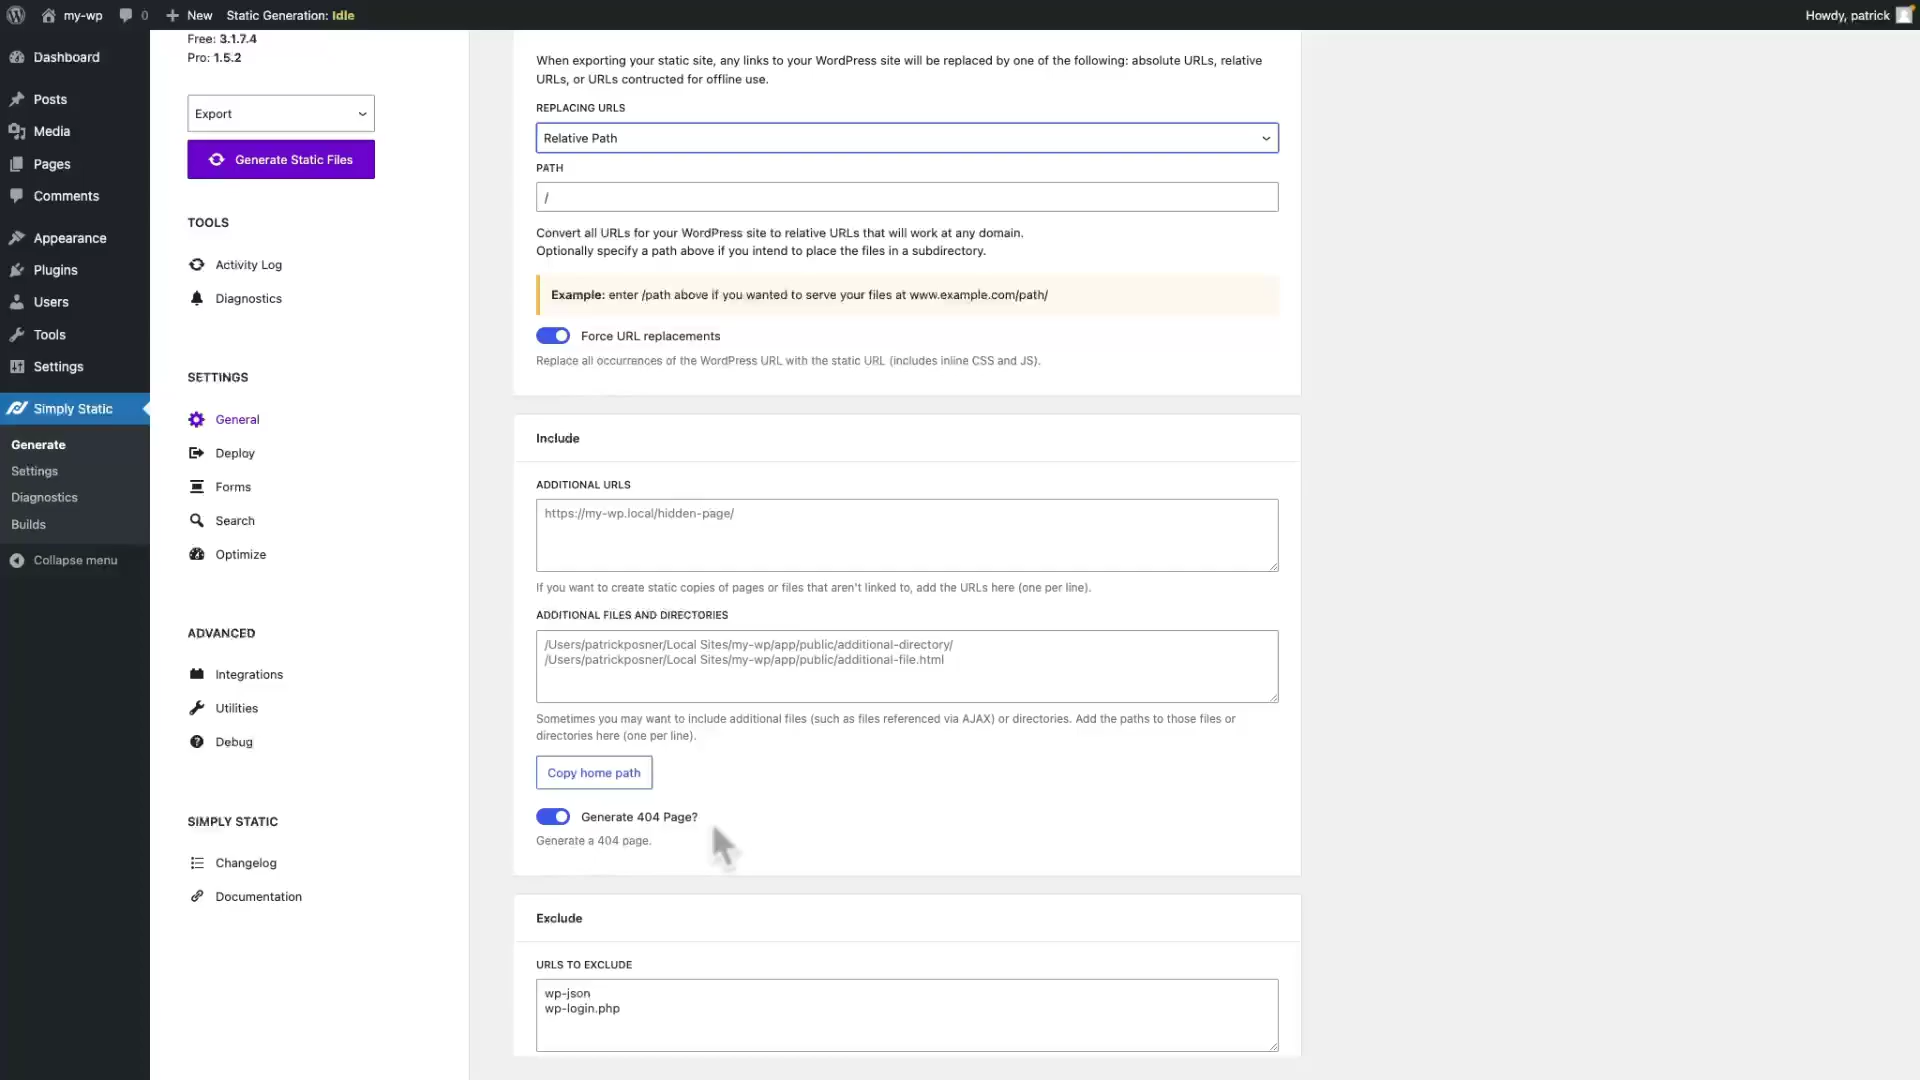 my-wp
0
New
Static Generation: Idle
Howdy, patrick
Dashboard
Posts
Media
Pages
Comments
Appearance
Plugins
Users
Tools
Settings
Simply Static
Generate
Settings
Diagnostics
Builds
Collapse menu
Free: 3.1.7.4
Pro: 1.5.2
Export
Generate Static Files
TOOLS
Activity Log
Diagnostics
SETTINGS
General
Deploy
Forms
Search
Optimize
ADVANCED
Integrations
Utilities
Debug
SIMPLY STATIC
Changelog
Documentation
When exporting your static site, any links to your WordPress site will be replaced by one of the following: absolute URLs, relative
URLs, or URLs contructed for offline use.
REPLACING URLS
Relative Path
PATH
/
Convert all URLs for your WordPress site to relative URLs that will work at any domain.
Optionally specify a path above if you intend to place the files in a subdirectory.
Example: enter /path above if you wanted to serve your files at www.example.com/path/
Force URL replacements
Replace all occurrences of the WordPress URL with the static URL (includes inline CSS and JS).
Include
ADDITIONAL URLS
https://my-wp.local/hidden-page/
If you want to create static copies of pages or files that aren't linked to, add the URLs here (one per line).
ADDITIONAL FILES AND DIRECTORIES
/Users/patrickposner/Local Sites/my-wp/app/public/additional-directory/
/Users/patrickposner/Local Sites/my-wp/app/public/additional-file.html
Sometimes you may want to include additional files (such as files referenced via AJAX) or directories. Add the paths to those files or
directories here (one per line).
Copy home path
Generate 404 Page?
Generate a 404 page.
Exclude
URLS TO EXCLUDE
wp-json
wp-login.php